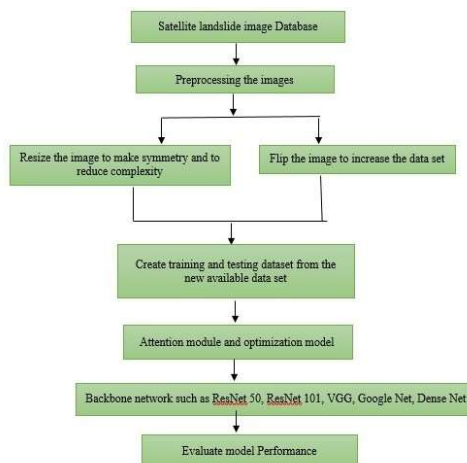 Satellite landslide image Database
Preprocessing the images
Resize the image to make symmetry and to
reduce complexity
Flip the image to increase the data set
Create training and testing dataset from the
new available data set
Attention module and optimization model
Backbone network such as ResNet 50, ResNet 101, VGG, Google Net, Dense Net
Evaluate model Performance